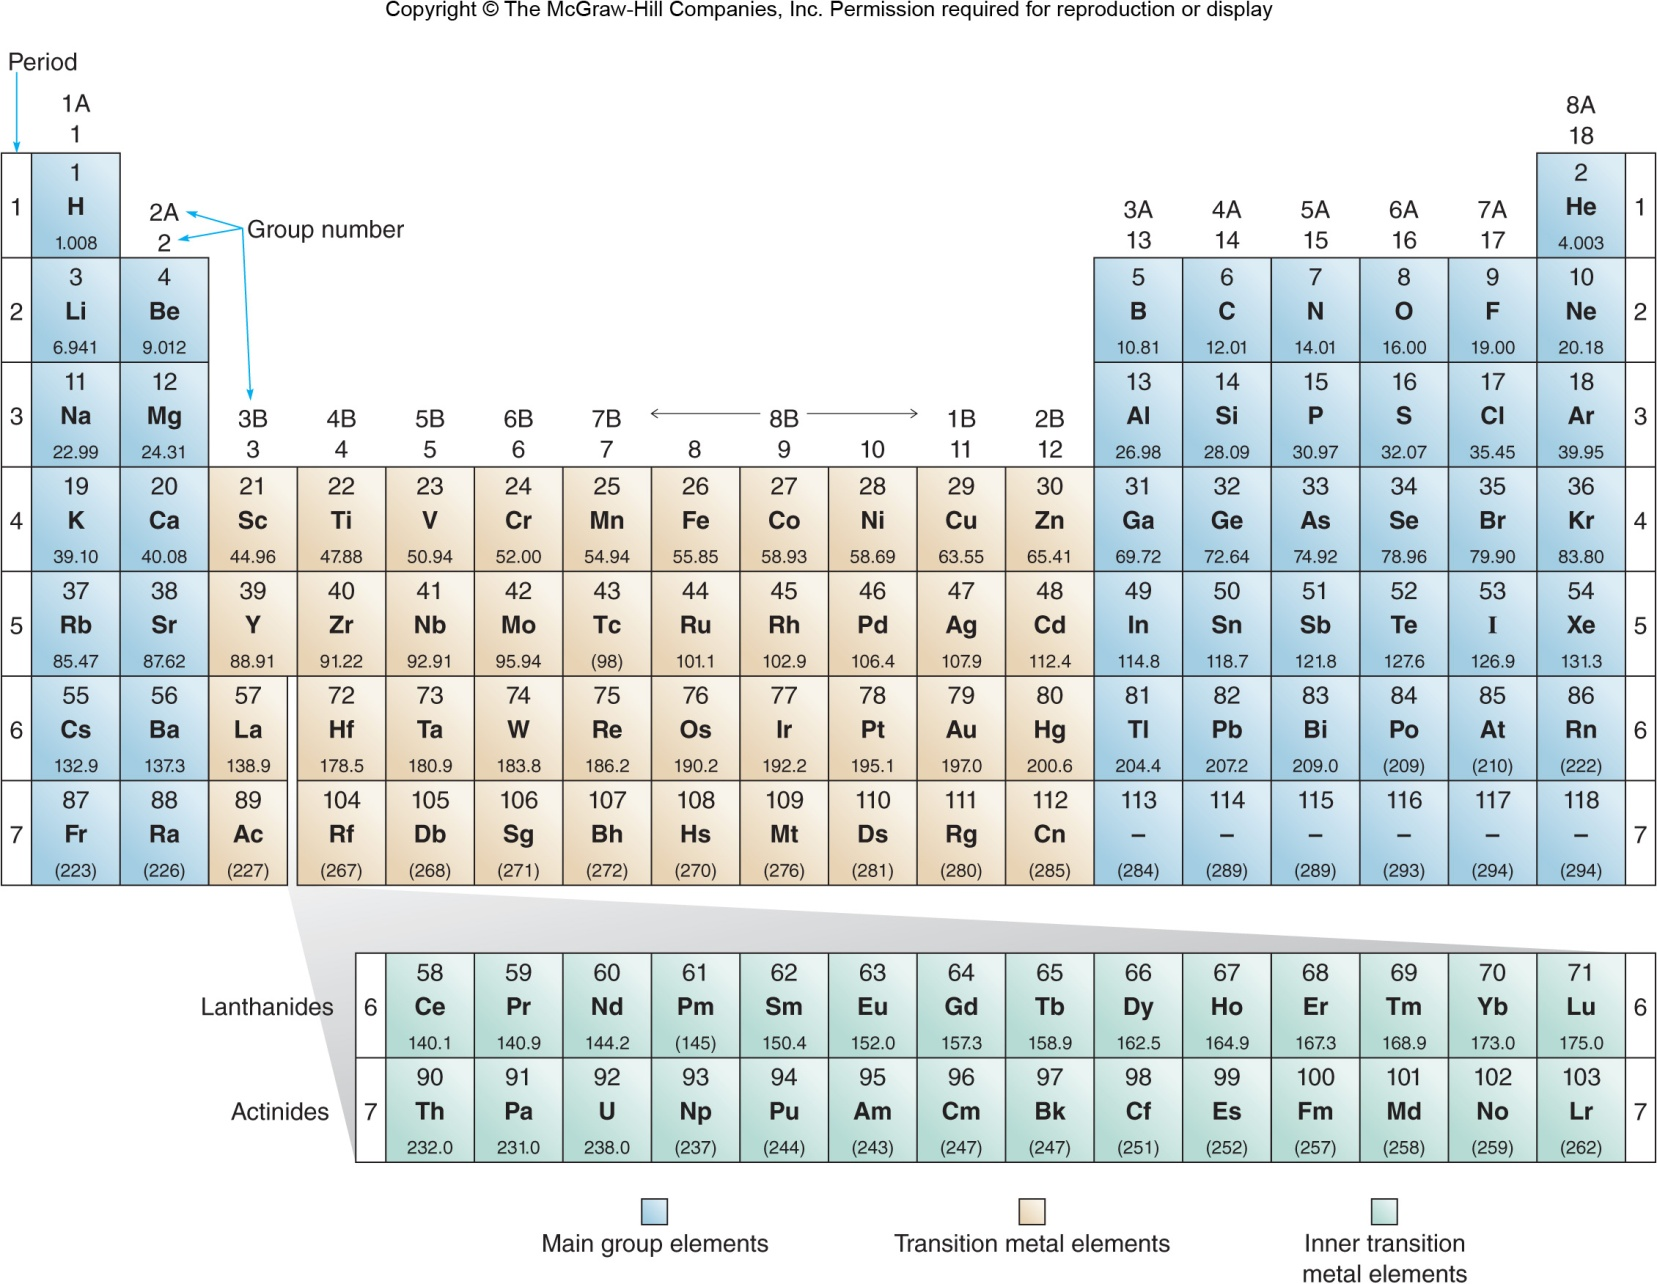 Copyright © The McGraw-Hill Companies, Inc. Permission required for reproduction or display
Period
1A 8A
1 18
1 2
1 H He 1
1.008 4.003
2A 3A 4A 5A 6A 7A
Group number
2 13 14 15 16 17
3 4 5 6 7 8 9 10
2 Li Be B C N O F Ne 2
6.941 9.012 10.81 12.01 14.01 16.00 19.00 20.18
11 12 13 14 15 16 17 18
3 Na Mg 3B 4B 5B 6B 7B 8B 1B 2B Al Si P S Cl Ar 3
22.99 24.31 3 4 5 6 7 8 9 10 11 12 26.98 28.09 30.97 32.07 35.45 39.95
19 20 21 22 23 24 25 26 27 28 29 30 31 32 33 34 35 36
4 K Ca Sc Ti V Cr Mn Fe Co Ni Cu Zn Ga Ge As Se Br Kr 4
39.10 40.08 44.96 47.88 50.94 52.00 54.94 55.85 58.93 58.69 63.55 65.41 69.72 72.64 74.92 78.96 79.90 83.80
37 38 39 40 41 42 43 44 45 46 47 48 49 50 51 52 53 54
5 Rb Sr Y Zr Nb Mo Tc Ru Rh Pd Ag Cd In Sn Sb Te I Xe 5
85.47 87.62 88.91 91.22 92.91 95.94 (98) 101.1 102.9 106.4 107.9 112.4 114.8 118.7 121.8 127.6 126.9 131.3
55 56 57 72 73 74 75 76 77 78 79 80 81 82 83 84 85 86
6 Cs Ba La Hf Ta W Re Os Ir Pt Au Hg Tl Pb Bi Po At Rn 6
132.9 137.3 138.9 178.5 180.9 183.8 186.2 190.2 192.2 195.1 197.0 200.6 204.4 207.2 209.0 (209) (210) (222)
87 88 89 104 105 106 107 108 109 110 111 112 113 114 115 116 117 118
7 Fr Ra Ac Rf Db Sg Bh Hs Mt Ds Rg Cn – – – – – – 7
(223) (226) (227) (267) (268) (271) (272) (270) (276) (281) (280) (285) (284) (289) (289) (293) (294) (294)
58 59 60 61 62 63 64 65 66 67 68 69 70 71
Lanthanides 6 Ce Pr Nd Pm Sm Eu Gd Tb Dy Ho Er Tm Yb Lu 6
140.1 140.9 144.2 (145) 150.4 152.0 157.3 158.9 162.5 164.9 167.3 168.9 173.0 175.0
90 91 92 93 94 95 96 97 98 99 100 101 102 103
Actinides 7 Th Pa U Np Pu Am Cm Bk Cf Es Fm Md No Lr 7
232.0 231.0 238.0 (237) (244) (243) (247) (247) (251) (252) (257) (258) (259) (262)
Main group elements Transition metal elements Inner transition
metal elements